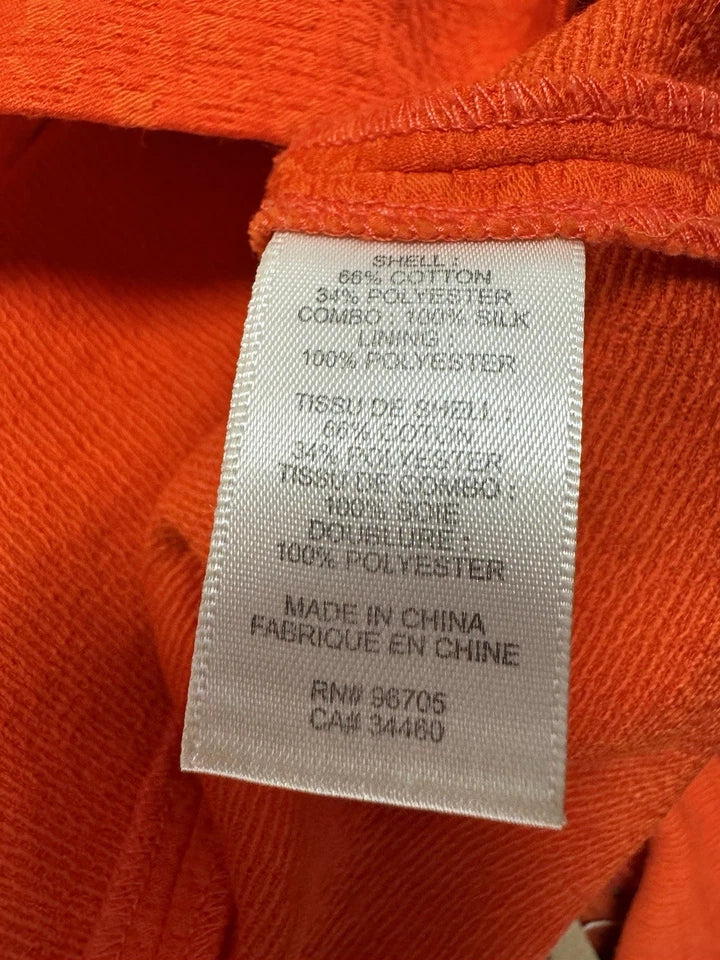 SHELL :
66% COTTON
34% POLYESTER
COMBO : 100% SILK
LINING :
100% POLYESTER
TISSU DE SHELL :
66% COTON
34% POLYESTER
TISSU DE COMBO :
100% SOIE
DOUBLURE :
100% POLYESTER
MADE IN CHINA
FABRIQUE EN CHINE
RN# 96705
CA# 34460